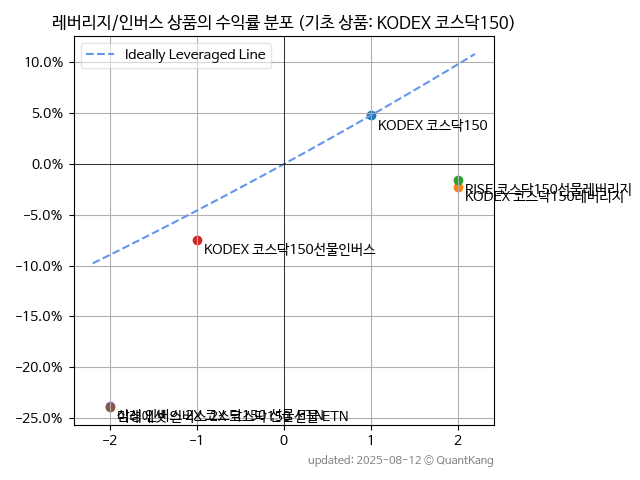 레버리지/인버스 상품의 수익률 분포 (기초 상품: KODEX 코스닥150)
Ideally Leveraged Line
10.0%
5.0%
0.0%
−5.0%
−10.0%
−15.0%
−20.0%
−25.0%
KODEX 코스닥150
RISE 코스닥150선물레버리지
KODEX 코스닥150레버리지
KODEX 코스닥150선물인버스
ETN
−2
−1
0
1
2
updated: 2025-08-12 © QuantKang